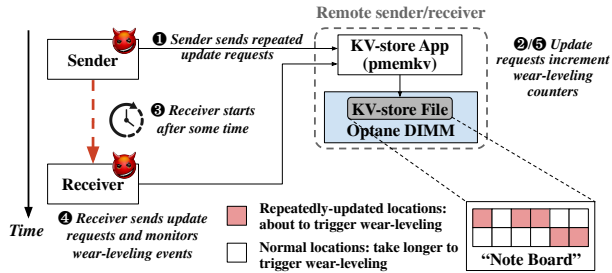 Remote sender/receiver
❶ Sender sends repeated
update requests
Sender
KV-store App
(pmemkv)
❷/❺ Update
requests increment
wear-leveling
counters
KV-store File
Optane DIMM
❸ Receiver starts
after some time
Receiver
Time
❹ Receiver sends update
requests and monitors
wear-leveling events
Repeatedly-updated locations:
about to trigger wear-leveling
Normal locations: take longer to
trigger wear-leveling
“Note Board”